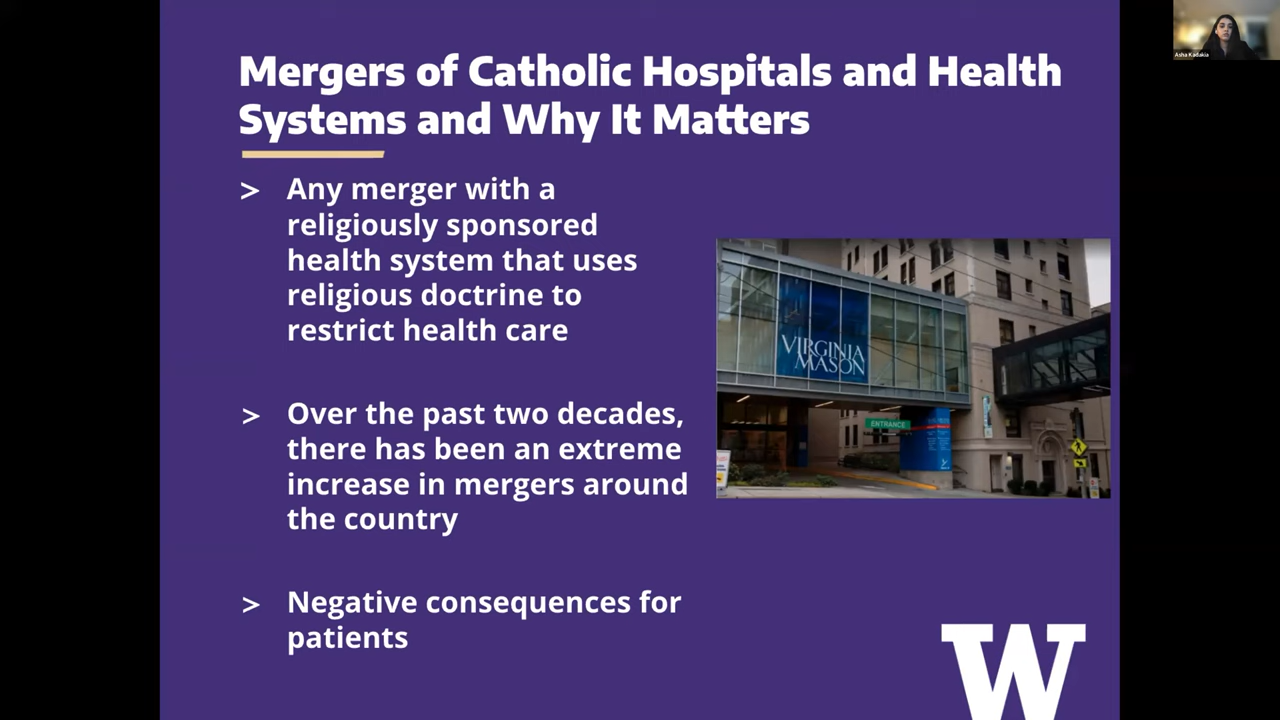 Mergers of Catholic Hospitals and Health
Systems and Why It Matters
> Any merger with a
religiously sponsored
health system that uses
religious doctrine to
restrict health care
> Over the past two decades,
there has been an extreme
increase in mergers around
the country
> Negative consequences for
patients
VIRGINIA
MASON
ENTRANCE
W
Asha Kadakia